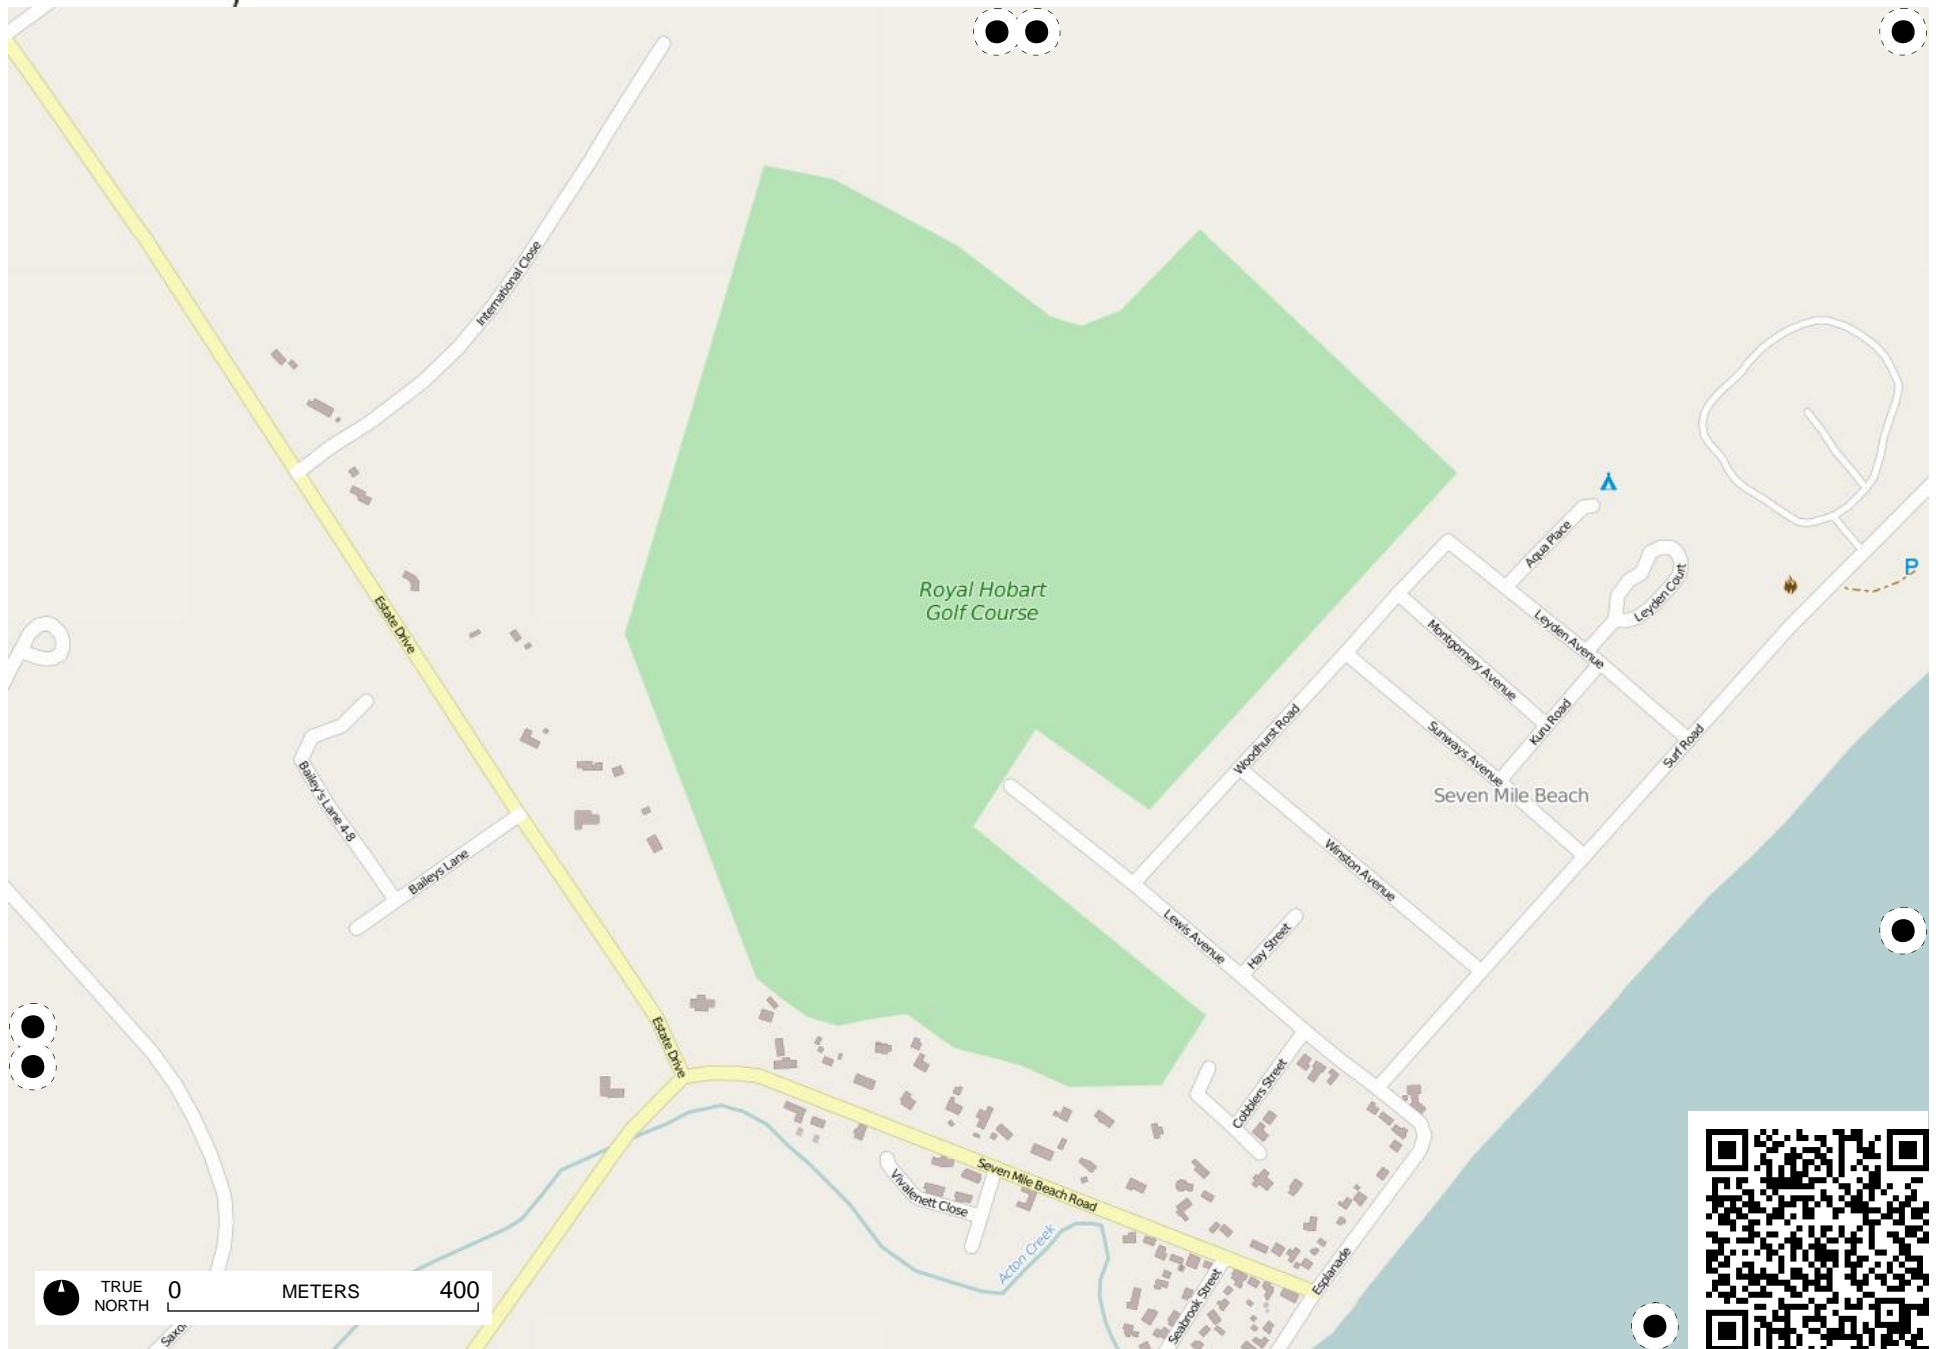 International Close
Estate Drive
Royal Hobart
Golf Course
Aqua Place
P
Leyden Court
Leyden Avenue
Montgomery Avenue
Kuru Road
Sunways Avenue
Woodhurst Road
Surf Road
Seven Mile Beach
Bailey's Lane 4-8
Baileys Lane
Winston Avenue
Lewis Avenue
Hay Street
Estate Drive
Cobblers Street
Seven Mile Beach Road
Vivalenett Close
Acton Creek
Esplanade
Seabrook Street
TRUE
NORTH
0 METERS 400